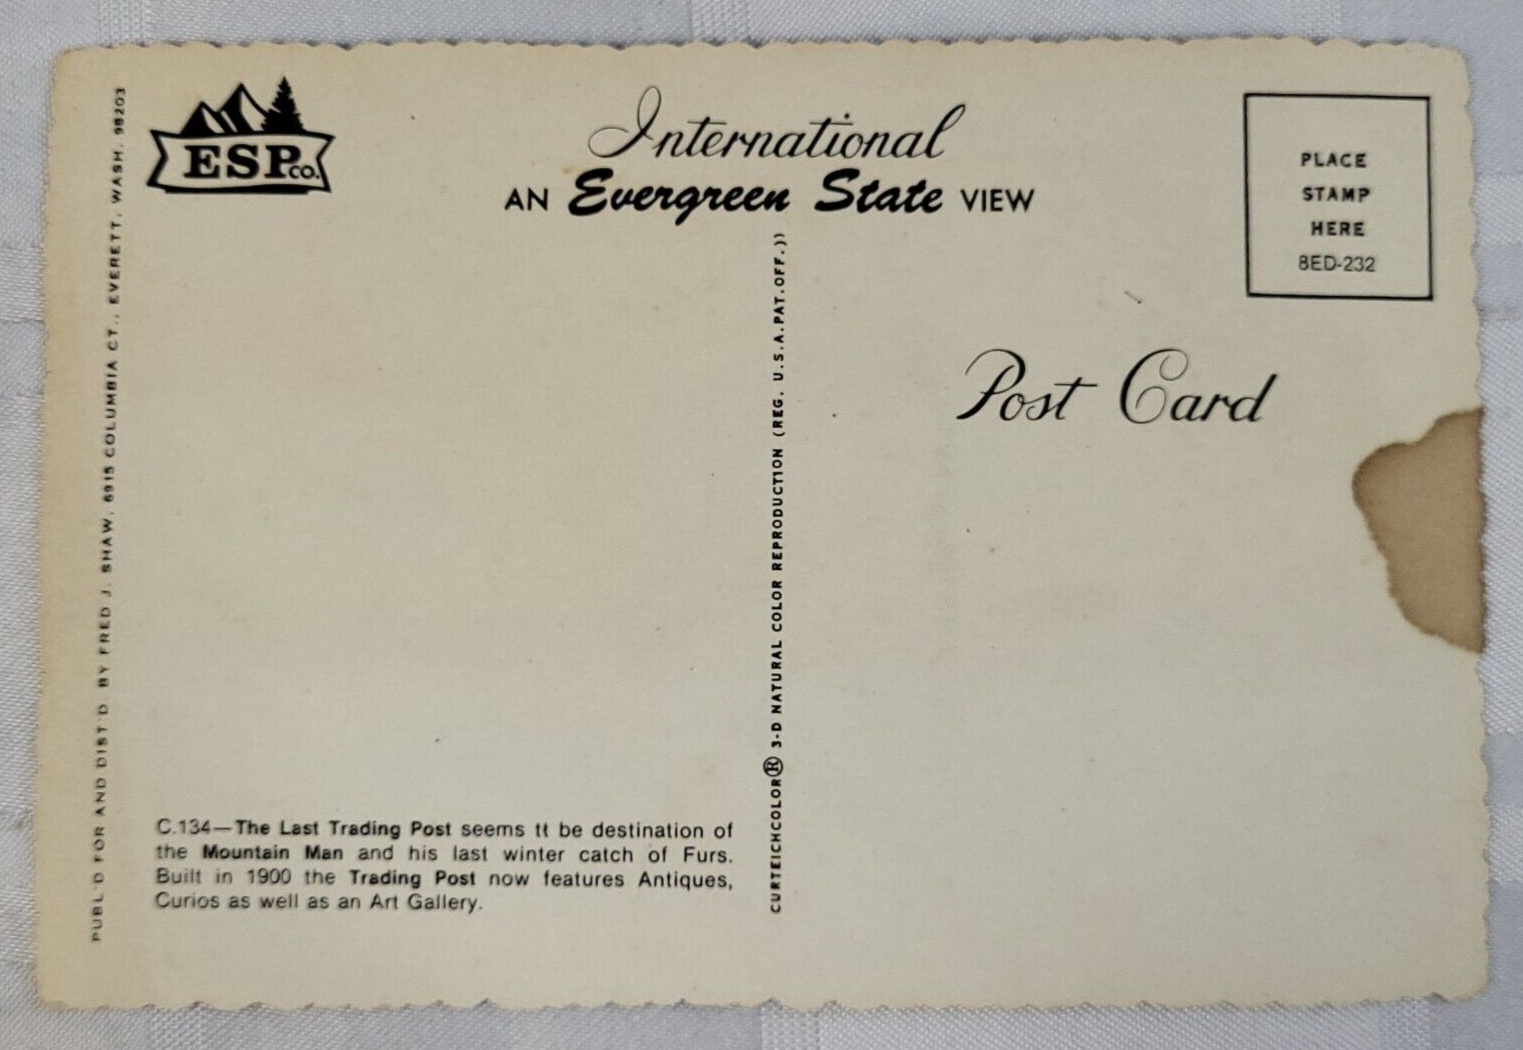 ESP CO.
International
AN Evergreen State VIEW
PLACE
STAMP
HERE
8ED-232
Post Card
PUBL'D FOR AND DIST'D BY FRED J. SHAW, 6915 COLUMBIA CT., EVERETT, WASH. 98203
CURTEICHCOLOR® 3-D NATURAL COLOR REPRODUCTION (REG. U.S.A. PAT. OFF.))
C.134—The Last Trading Post seems tt be destination of
the Mountain Man and his last winter catch of Furs.
Built in 1900 the Trading Post now features Antiques,
Curios as well as an Art Gallery.